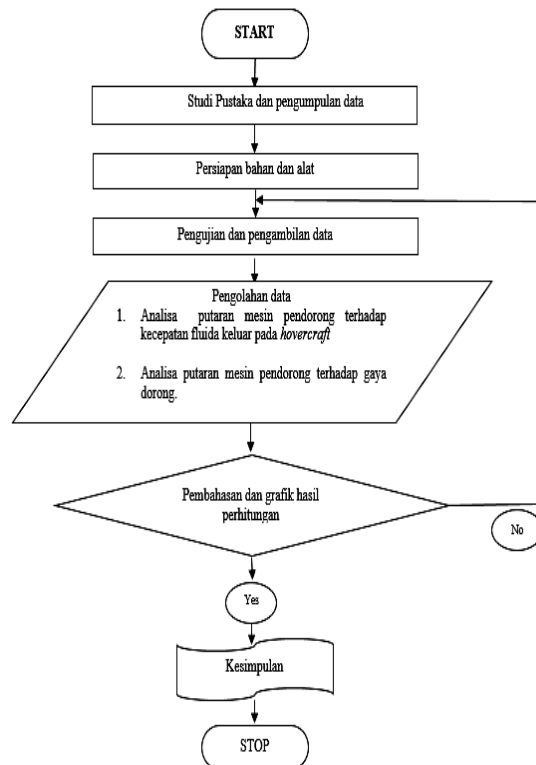 START
Studi Pustaka dan pengumpulan data
Persiapan bahan dan alat
Pengujian dan pengambilan data
Pengolahan data
1. Analisa putaran mesin pendorong terhadap
kecepatan fluida keluar pada hovercraft
2. Analisa putaran mesin pendorong terhadap gaya
dorong.
Pembahasan dan grafik hasil
perhitungan
No
Yes
Kesimpulan
STOP